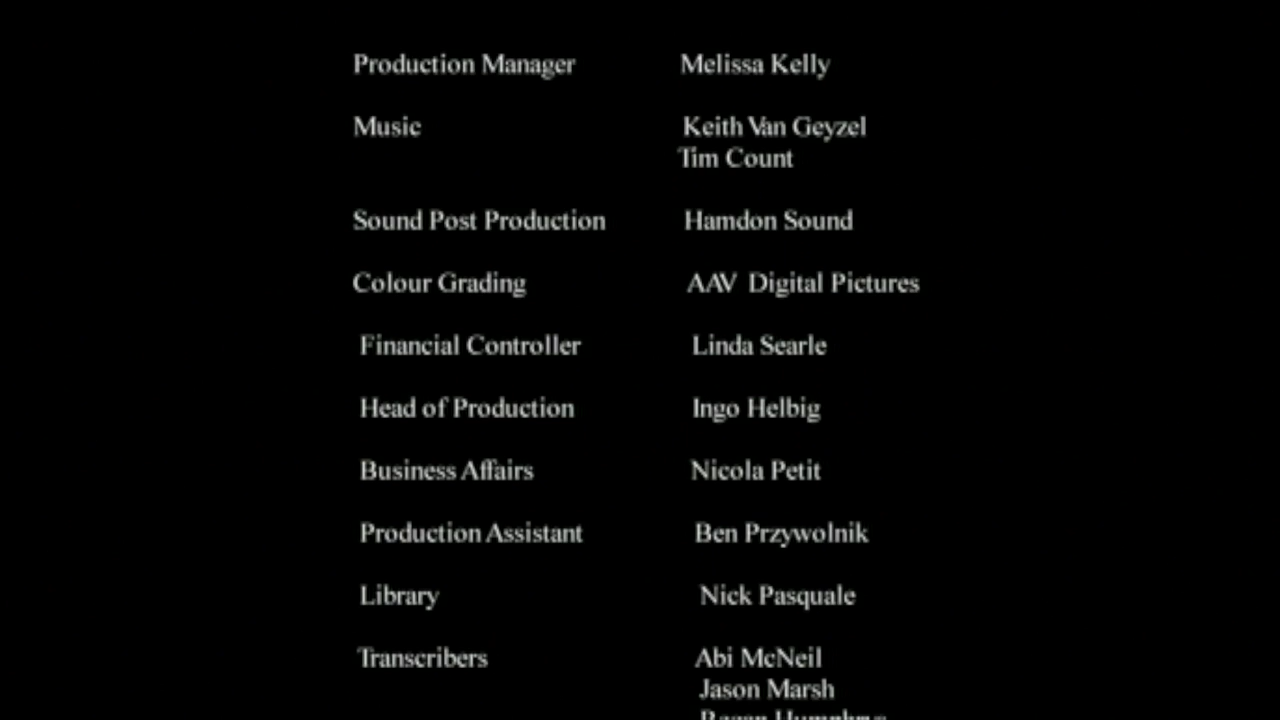 Production Manager Melissa Kelly
Music Keith Van Geyzel
Tim Count
Sound Post Production Hamdon Sound
Colour Grading AAV Digital Pictures
Financial Controller Linda Searle
Head of Production Ingo Helbig
Business Affairs Nicola Petit
Production Assistant Ben Przywolnik
Library Nick Pasquale
Transcribers Abi McNeil
Jason Marsh